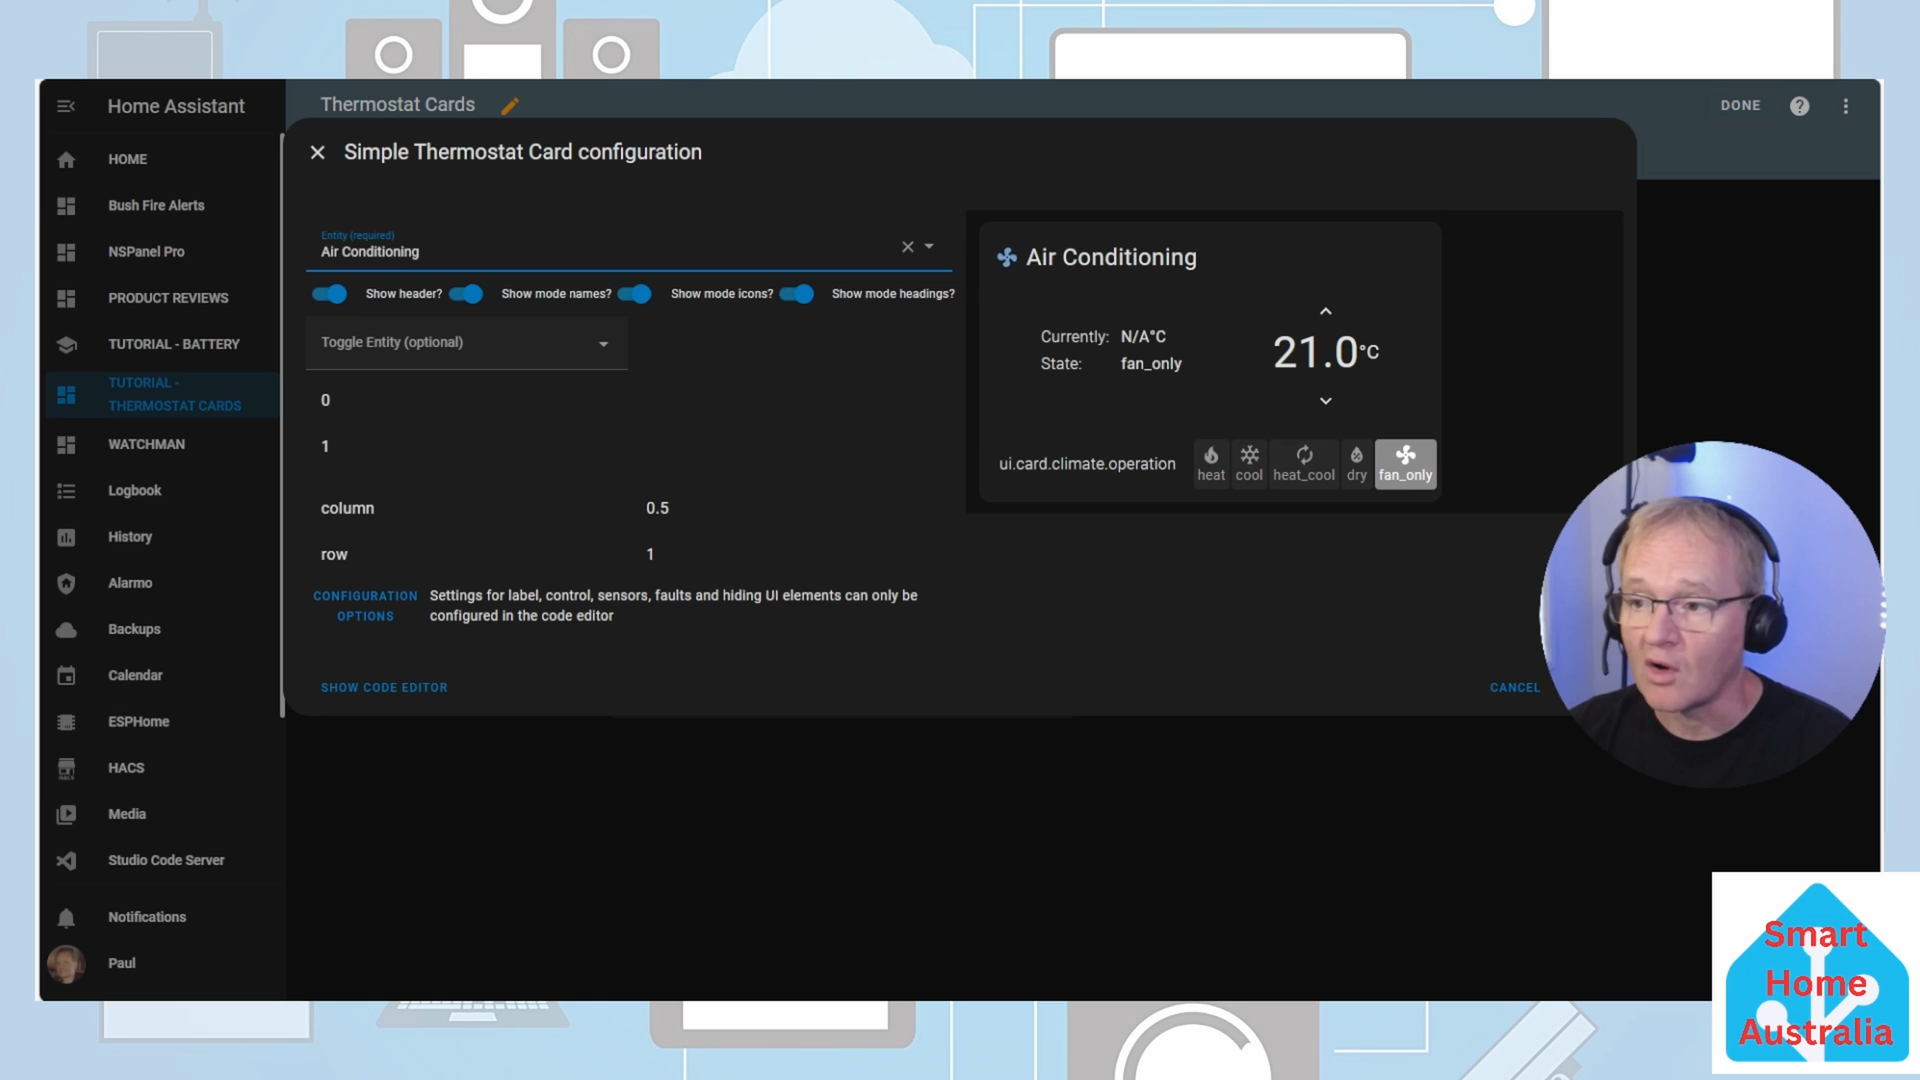 Home Assistant
HOME
Bush Fire Alerts
NSPanel Pro
PRODUCT REVIEWS
TUTORIAL - BATTERY
TUTORIAL -
THERMOSTAT CARDS
WATCHMAN
Logbook
History
Alarmo
Backups
Calendar
ESPHome
HACS
Media
Studio Code Server
Notifications
Paul
Thermostat Cards
DONE
Simple Thermostat Card configuration
Entity (required)
Air Conditioning
Show header?
Show mode names?
Show mode icons?
Show mode headings?
Toggle Entity (optional)
0
1
column 0.5
row 1
CONFIGURATION
OPTIONS
Settings for label, control, sensors, faults and hiding UI elements can only be
configured in the code editor
SHOW CODE EDITOR
CANCEL
Air Conditioning
Currently: N/A°C
State: fan_only
21.0°C
ui.card.climate.operation
heat
cool
heat_cool
dry
fan_only
Smart
Home
Australia